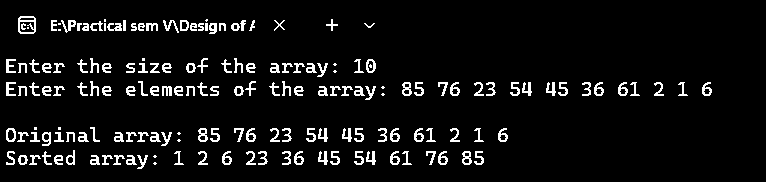 E:\Practical sem V\Design of A
Enter the size of the array: 10
Enter the elements of the array: 85 76 23 54 45 36 61 2 1 6
Original array: 85 76 23 54 45 36 61 2 1 6
Sorted array: 1 2 6 23 36 45 54 61 76 85